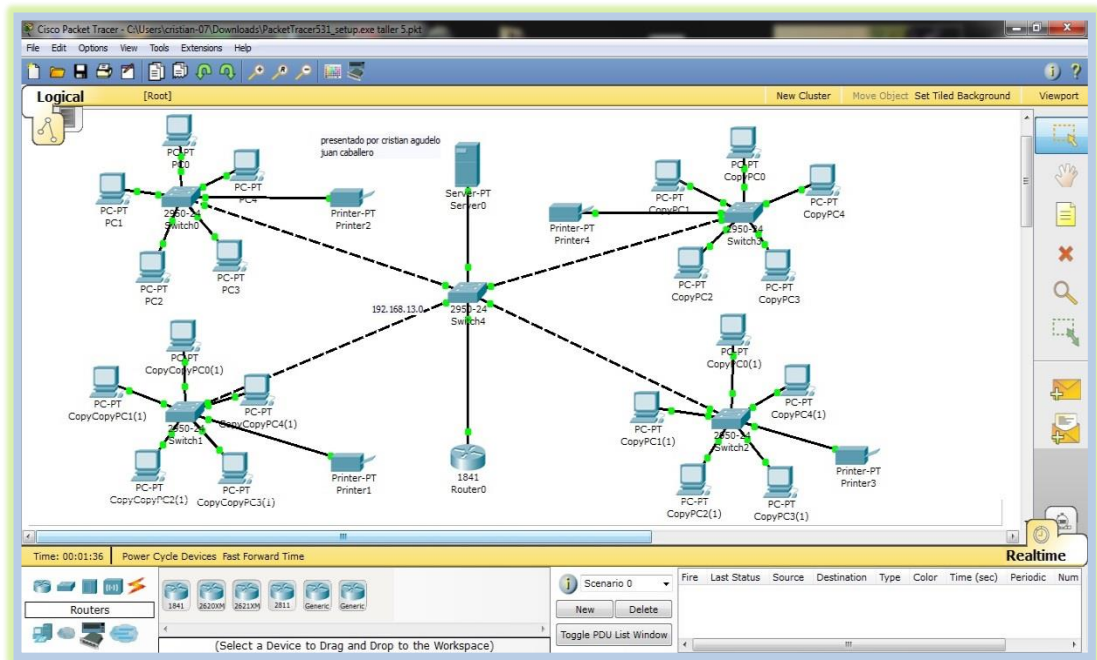 Cisco Packet Tracer - C:\Users\cristian-07\Downloads\PacketTracer531_setup.exe taller 5.pkt
File Edit Options View Tools Extensions Help
Logical
[Root]
New Cluster
Move Object
Set Tiled Background
Viewport
presentado por cristian agudelo
juan caballero
PC-PT
PC0
PC-PT
PC4
PC-PT
PC1
2950-24
Switch0
Printer-PT
Printer2
PC-PT
PC2
PC-PT
PC3
Server-PT
Server0
PC-PT
CopyPC0
PC-PT
CopyPC1
PC-PT
CopyPC4
Printer-PT
Printer4
2950-24
Switch3
PC-PT
CopyPC2
PC-PT
CopyPC3
192.168.13.0
2950-24
Switch4
PC-PT
CopyCopyPC0(1)
PC-PT
CopyCopyPC1(1)
PC-PT
CopyCopyPC4(1)
2950-24
Switch1
PC-PT
CopyCopyPC2(1)
PC-PT
CopyCopyPC3(1)
Printer-PT
Printer1
1841
Router0
PC-PT
CopyPC0(1)
PC-PT
CopyPC4(1)
PC-PT
CopyPC1(1)
2950-24
Switch2
Printer-PT
Printer3
PC-PT
CopyPC2(1)
PC-PT
CopyPC3(1)
Time: 00:01:36
Power Cycle Devices Fast Forward Time
Realtime
Routers
1841
2620XM
2621XM
2811
Generic
Generic
(Select a Device to Drag and Drop to the Workspace)
Scenario 0
New
Delete
Toggle PDU List Window
Fire Last Status Source Destination Type Color Time (sec) Periodic Num